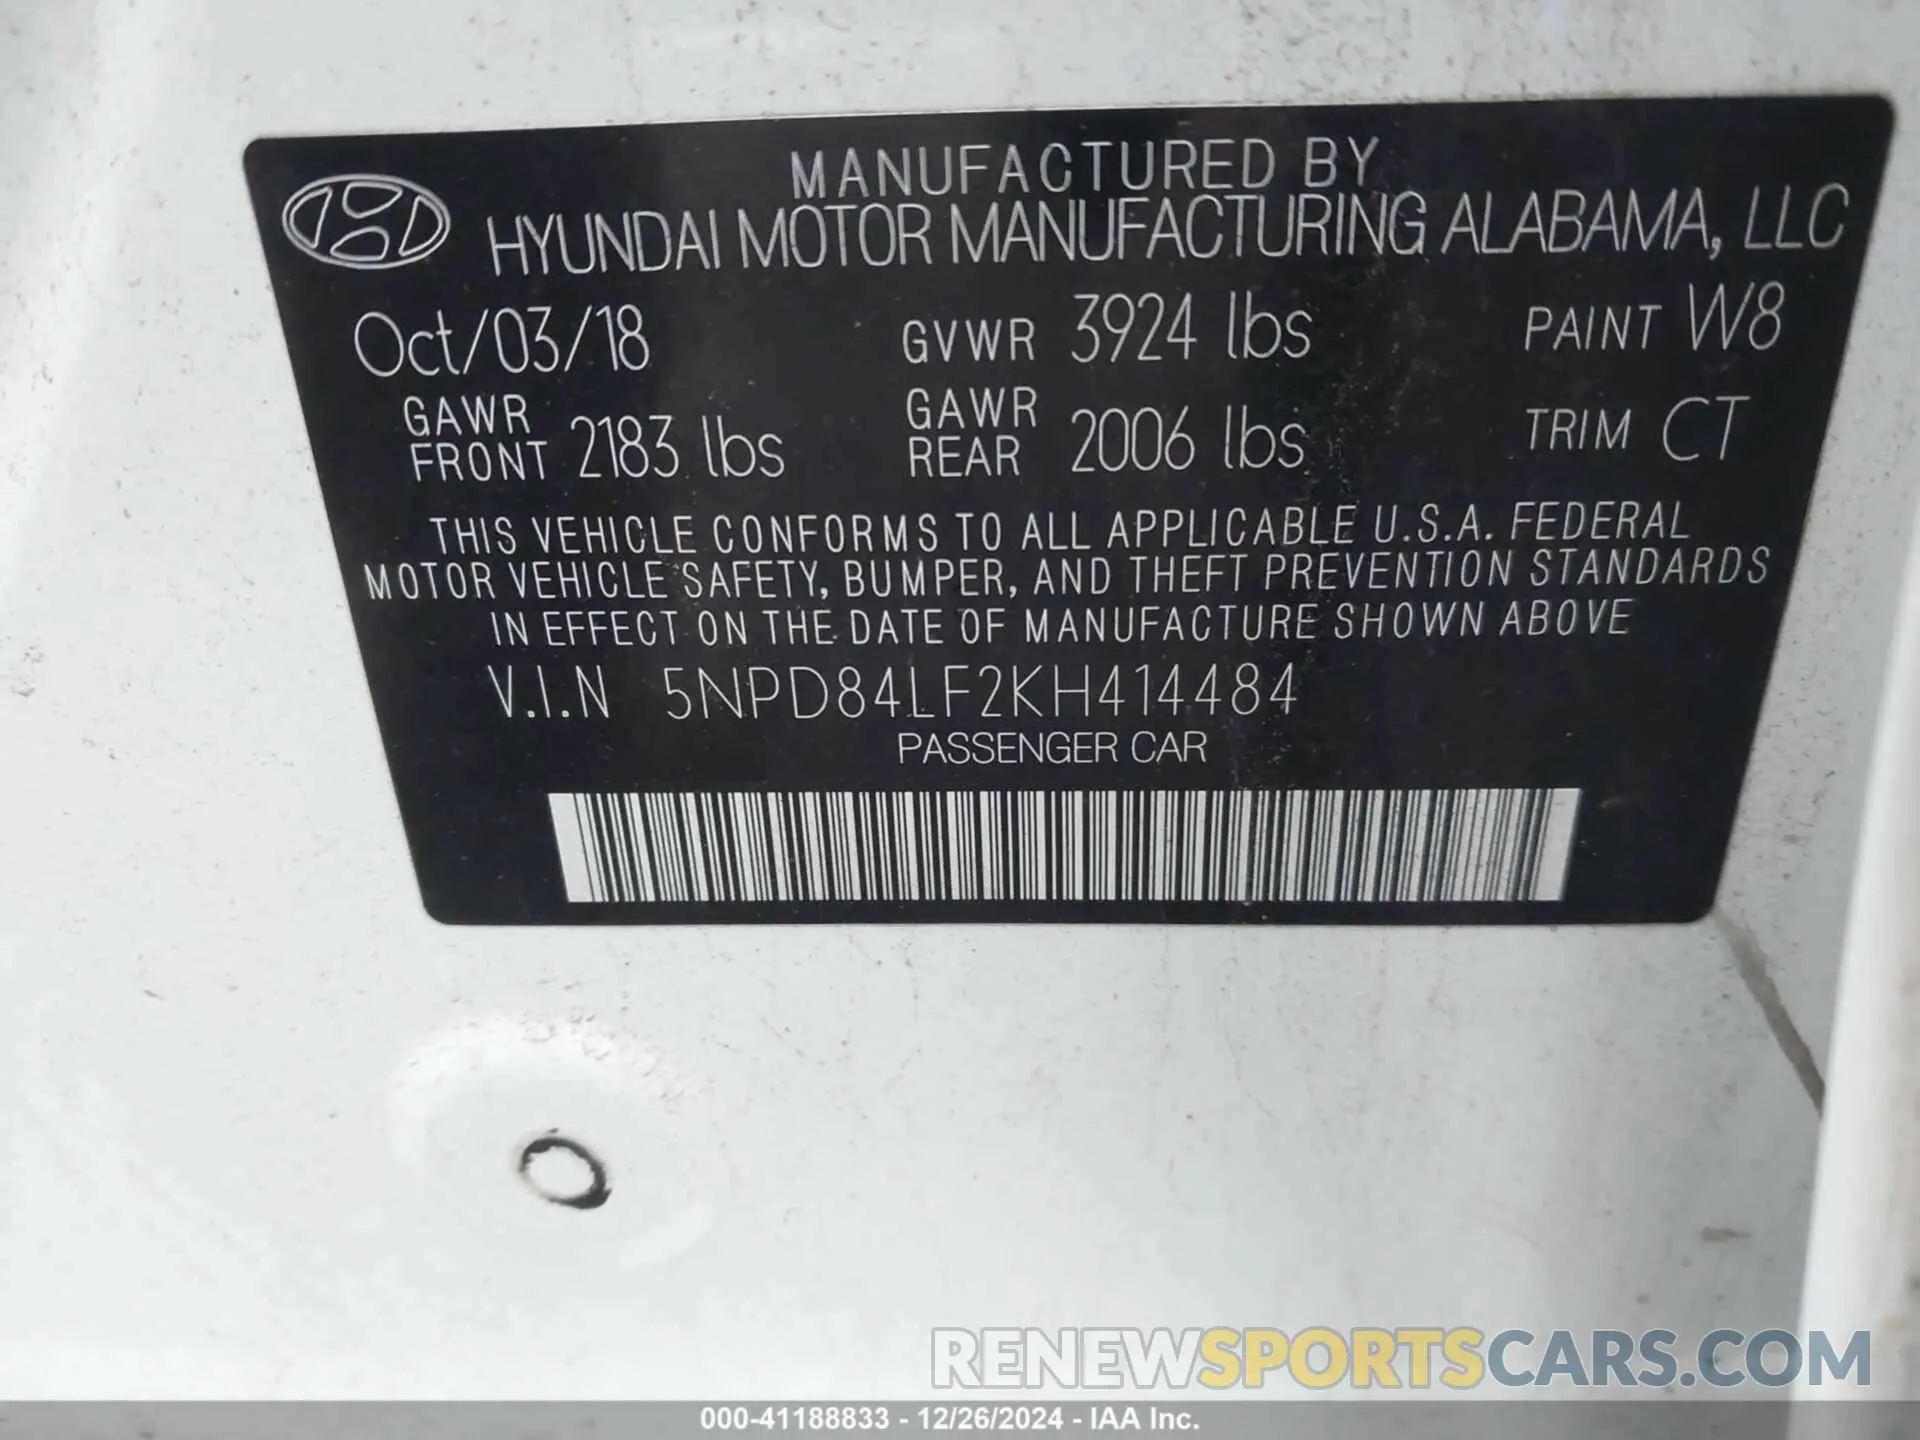 MANUFACTURED BY
HYUNDAI MOTOR MANUFACTURING ALABAMA, LLC
Oct/03/18 GVWR 3924 lbs PAINT W8
GAWR FRONT 2183 lbs GAWR REAR 2006 lbs TRIM CT
THIS VEHICLE CONFORMS TO ALL APPLICABLE U.S.A. FEDERAL
MOTOR VEHICLE SAFETY, BUMPER, AND THEFT PREVENTION STANDARDS
IN EFFECT ON THE DATE OF MANUFACTURE SHOWN ABOVE
V.I.N 5NPD84LF2KH414484
PASSENGER CAR
RENEWSPORTSCARS.COM
000-41188833 - 12/26/2024 - IAA Inc.